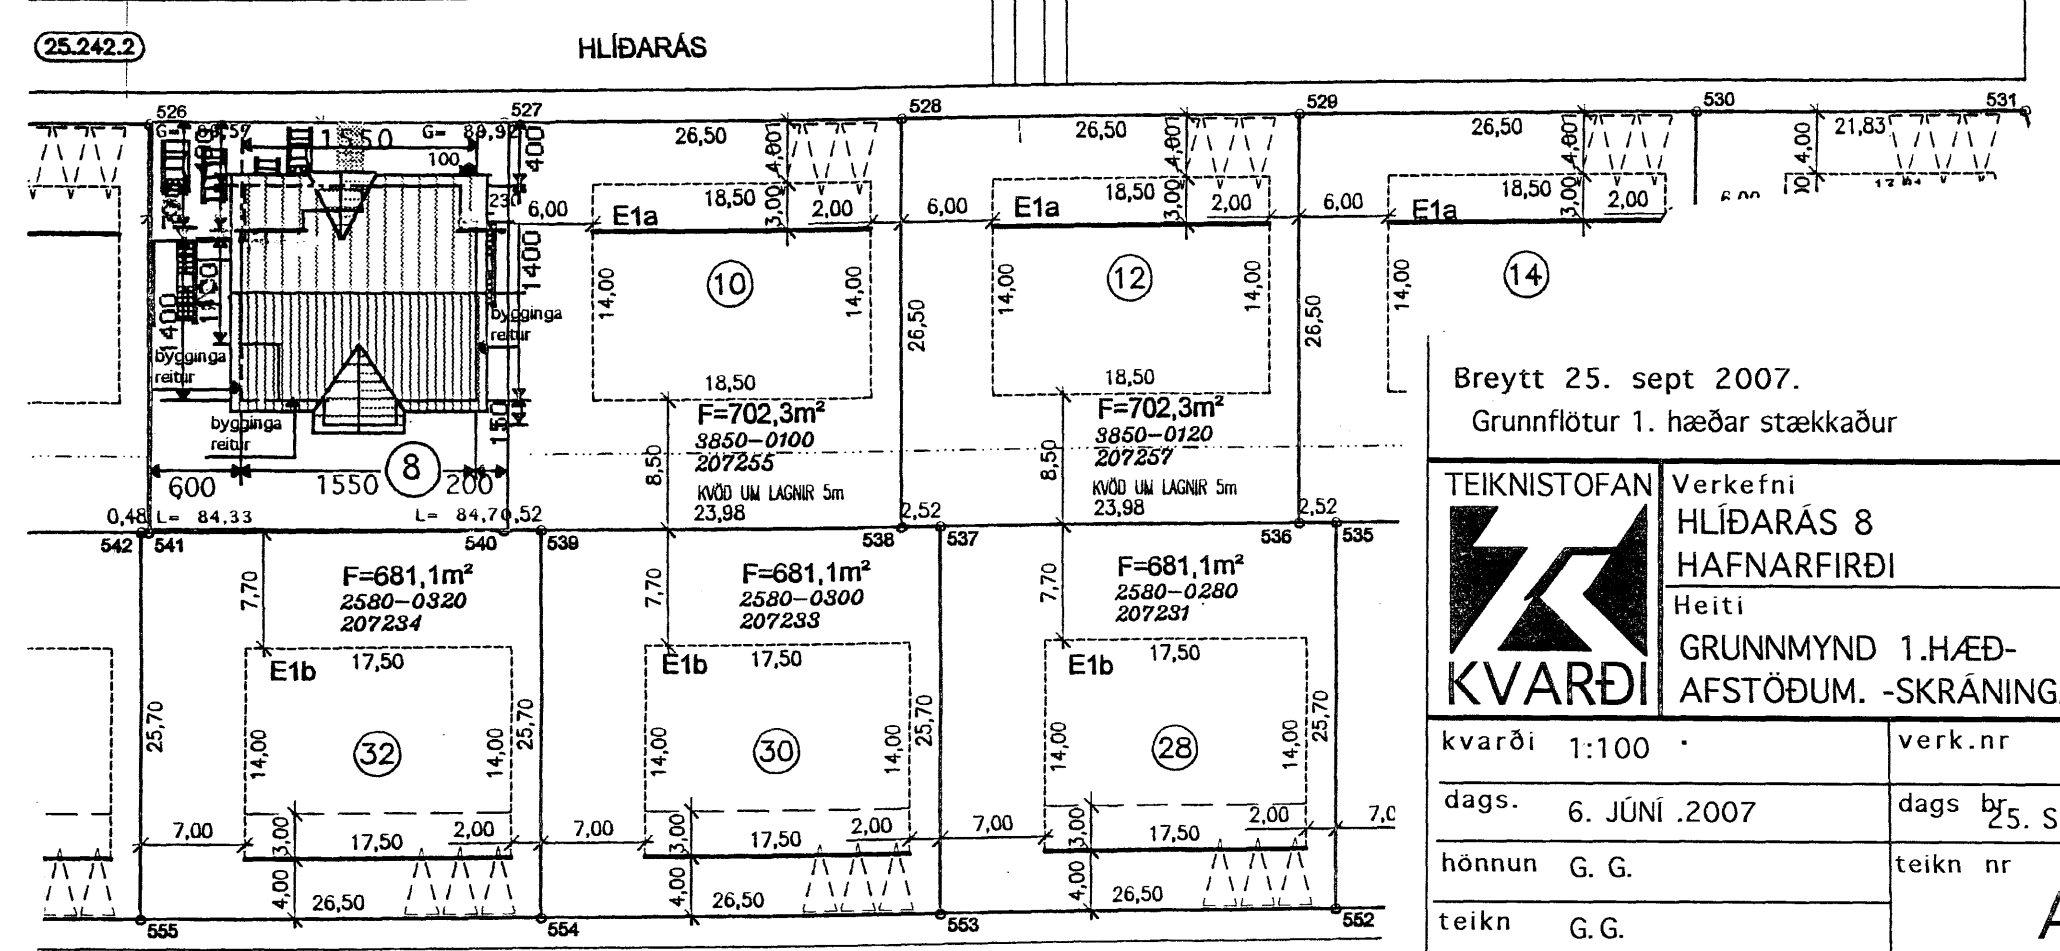 25.242.2
HLÍÐARÁS
526
527
528
529
530
531
G= 89,92
1550
100
400
26,50
4,00
26,50
4,00
26,50
4,00
4,00
21,83
230
6,00
E1a
18,50
3,00
2,00
6,00
E1a
18,50
3,00
2,00
6,00
E1a
18,50
3,00
2,00
1400
1400
14,00
10
14,00
26,50
14,00
12
14,00
26,50
14,00
14
bygginga
reitur
bygginga
reitur
bygginga
reitur
18,50
18,50
150
F=702,3m²
3850-0100
207255
KVÖÐ UM LAGNIR 5m
23,98
8,50
F=702,3m²
3850-0120
207257
KVÖÐ UM LAGNIR 5m
23,98
8,50
8
600
1550
200
0,48
L= 84,33
L= 84,70
,52
2,52
2,52
542
541
540
539
538
537
536
535
7,70
F=681,1m²
2580-0320
207234
7,70
F=681,1m²
2580-0300
207233
7,70
F=681,1m²
2580-0280
207231
E1b
17,50
E1b
17,50
E1b
17,50
25,70
14,00
32
14,00
25,70
14,00
30
14,00
25,70
14,00
28
14,00
25,70
7,00
3,00
17,50
2,00
7,00
3,00
17,50
2,00
7,00
3,00
17,50
2,00
7,0
4,00
26,50
4,00
26,50
4,00
26,50
555
554
553
552
Breytt 25. sept 2007.
Grunnflötur 1. hæðar stækkaður
TEIKNISTOFAN
KVARÐI
Verkefni
HLÍÐARÁS 8
HAFNARFIRÐI
Heiti
GRUNNMYND 1.HÆÐ-
AFSTÖÐUM. -SKRÁNING.
kvarði 1:100
verk.nr
dags. 6. JÚNÍ .2007
dags br
25. S
hönnun G. G.
teikn nr
A
teikn G.G.